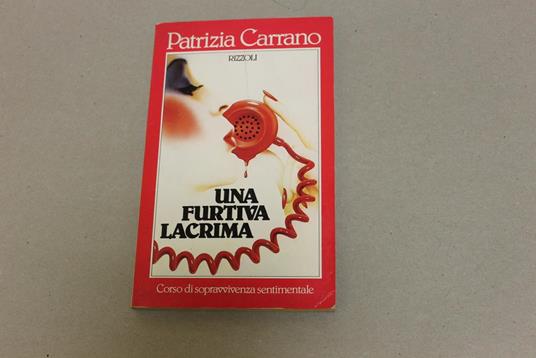 Patrizia Carrano
RIZZOLI
UNA
FURTIVA
LACRIMA
Corso di sopravvivenza sentimentale